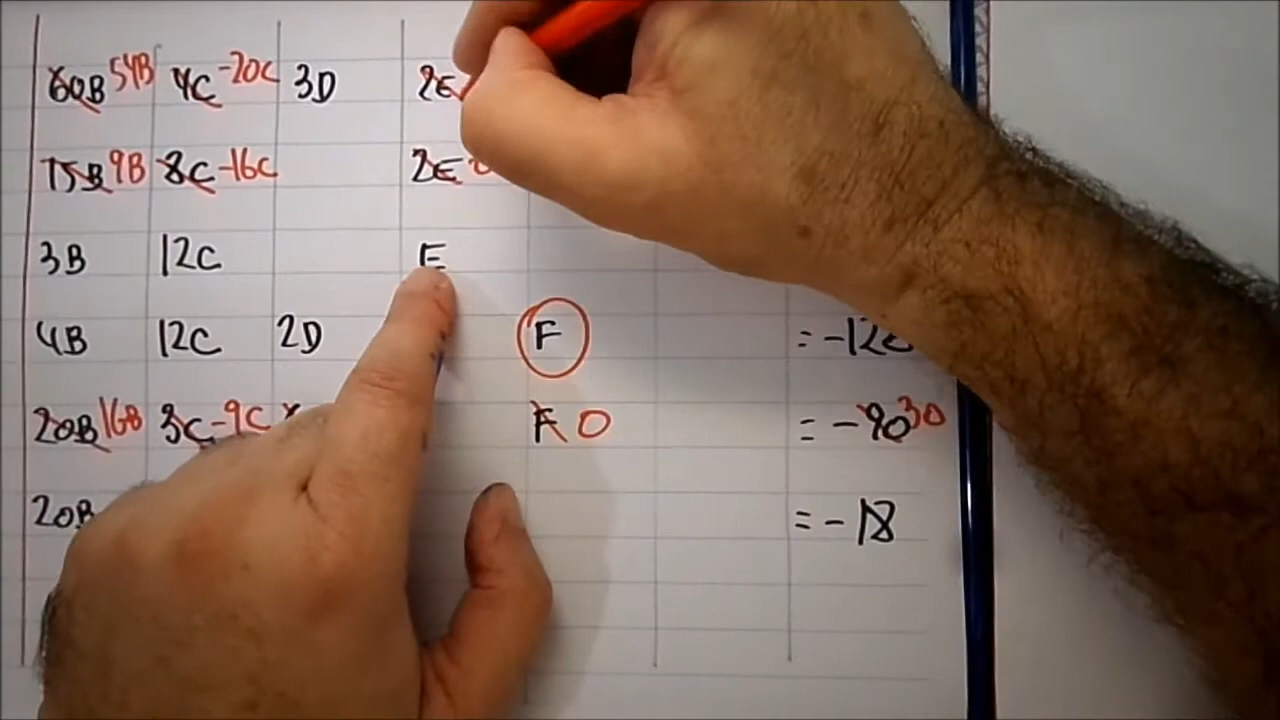 60B 54B 4C -20C 3D 2E
15B 9B 8C -16C 2E
3B 12C E
4B 12C 2D F = -120
20B 16B 3C -9C F 0 = -90 30
20B = -18